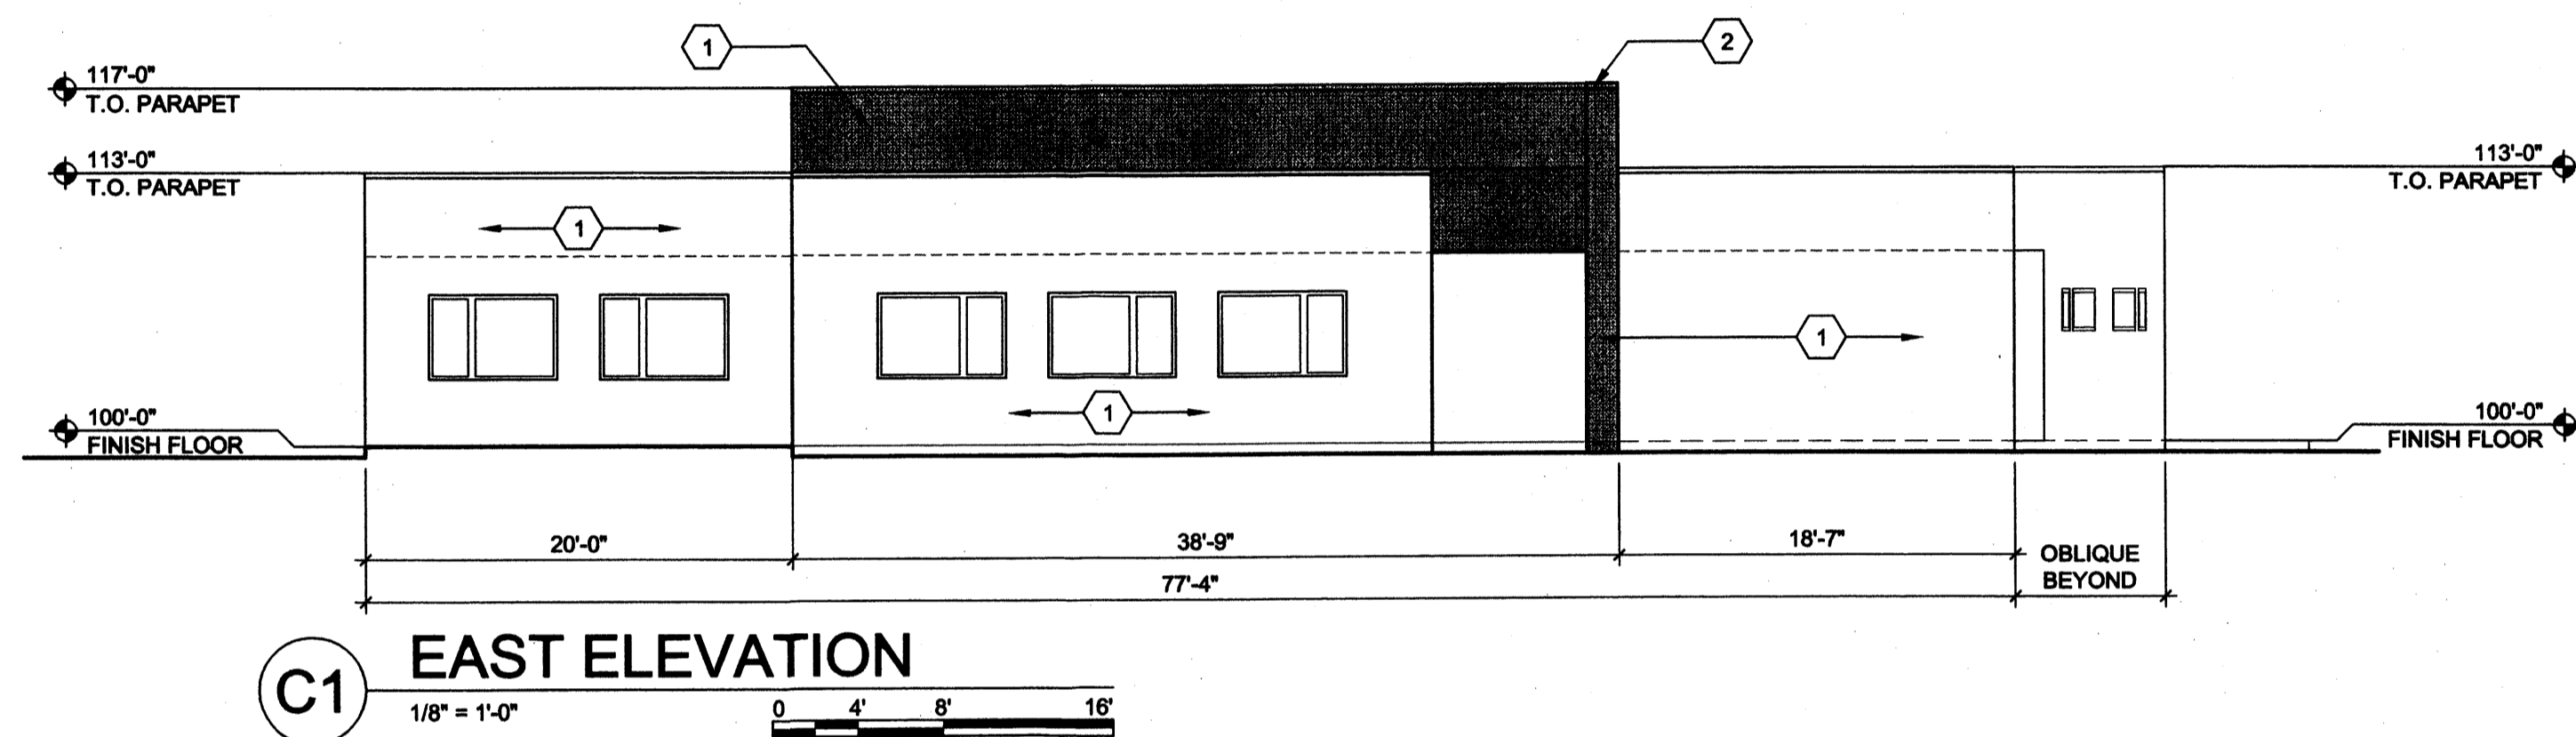 1
2
117'-0"
T.O. PARAPET
113'-0"
T.O. PARAPET
113'-0"
T.O. PARAPET
1
1
1
100'-0"
FINISH FLOOR
100'-0"
FINISH FLOOR
20'-0"
38'-9"
18'-7"
OBLIQUE
BEYOND
77'-4"
C1
EAST ELEVATION
1/8" = 1'-0"
0 4' 8' 16'